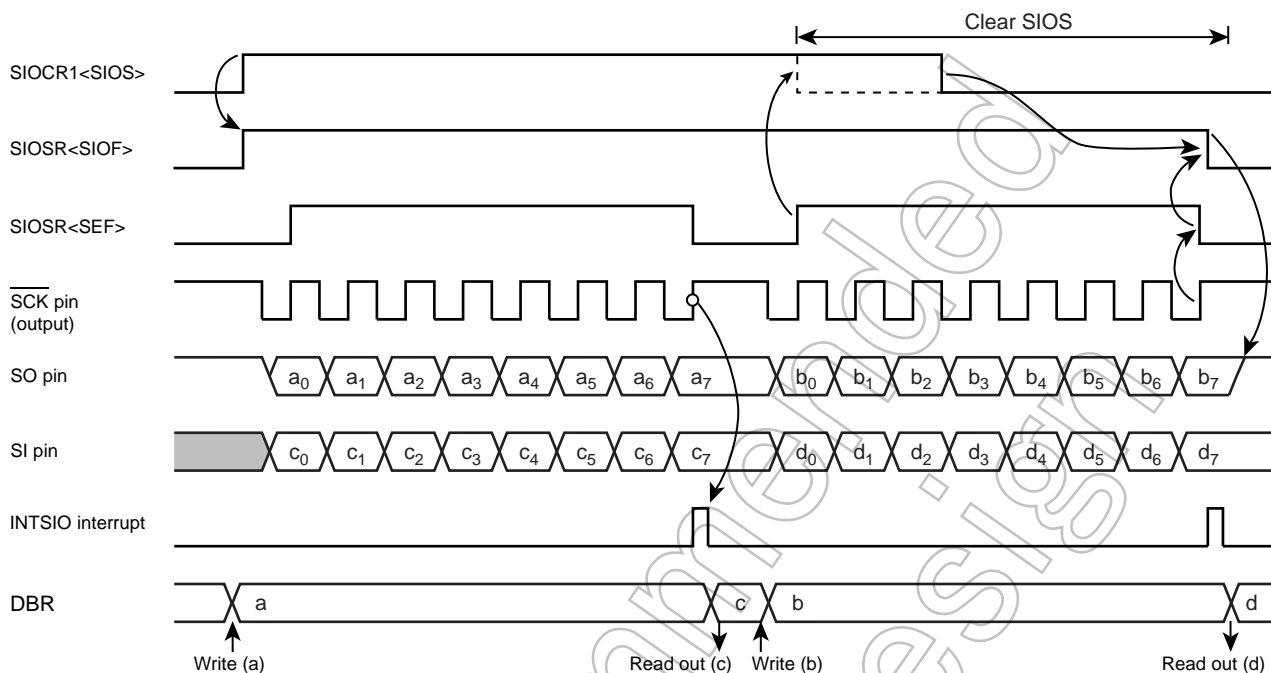 Clear SIOS
SIOCR1<SIOS>
SIOSR<SIOF>
SIOSR<SEF>
SCK pin
(output)
SO pin a0 a1 a2 a3 a4 a5 a6 a7 b0 b1 b2 b3 b4 b5 b6 b7
SI pin c0 c1 c2 c3 c4 c5 c6 c7 d0 d1 d2 d3 d4 d5 d6 d7
INTSIO interrupt
DBR a c b d
Write (a) Read out (c) Write (b) Read out (d)